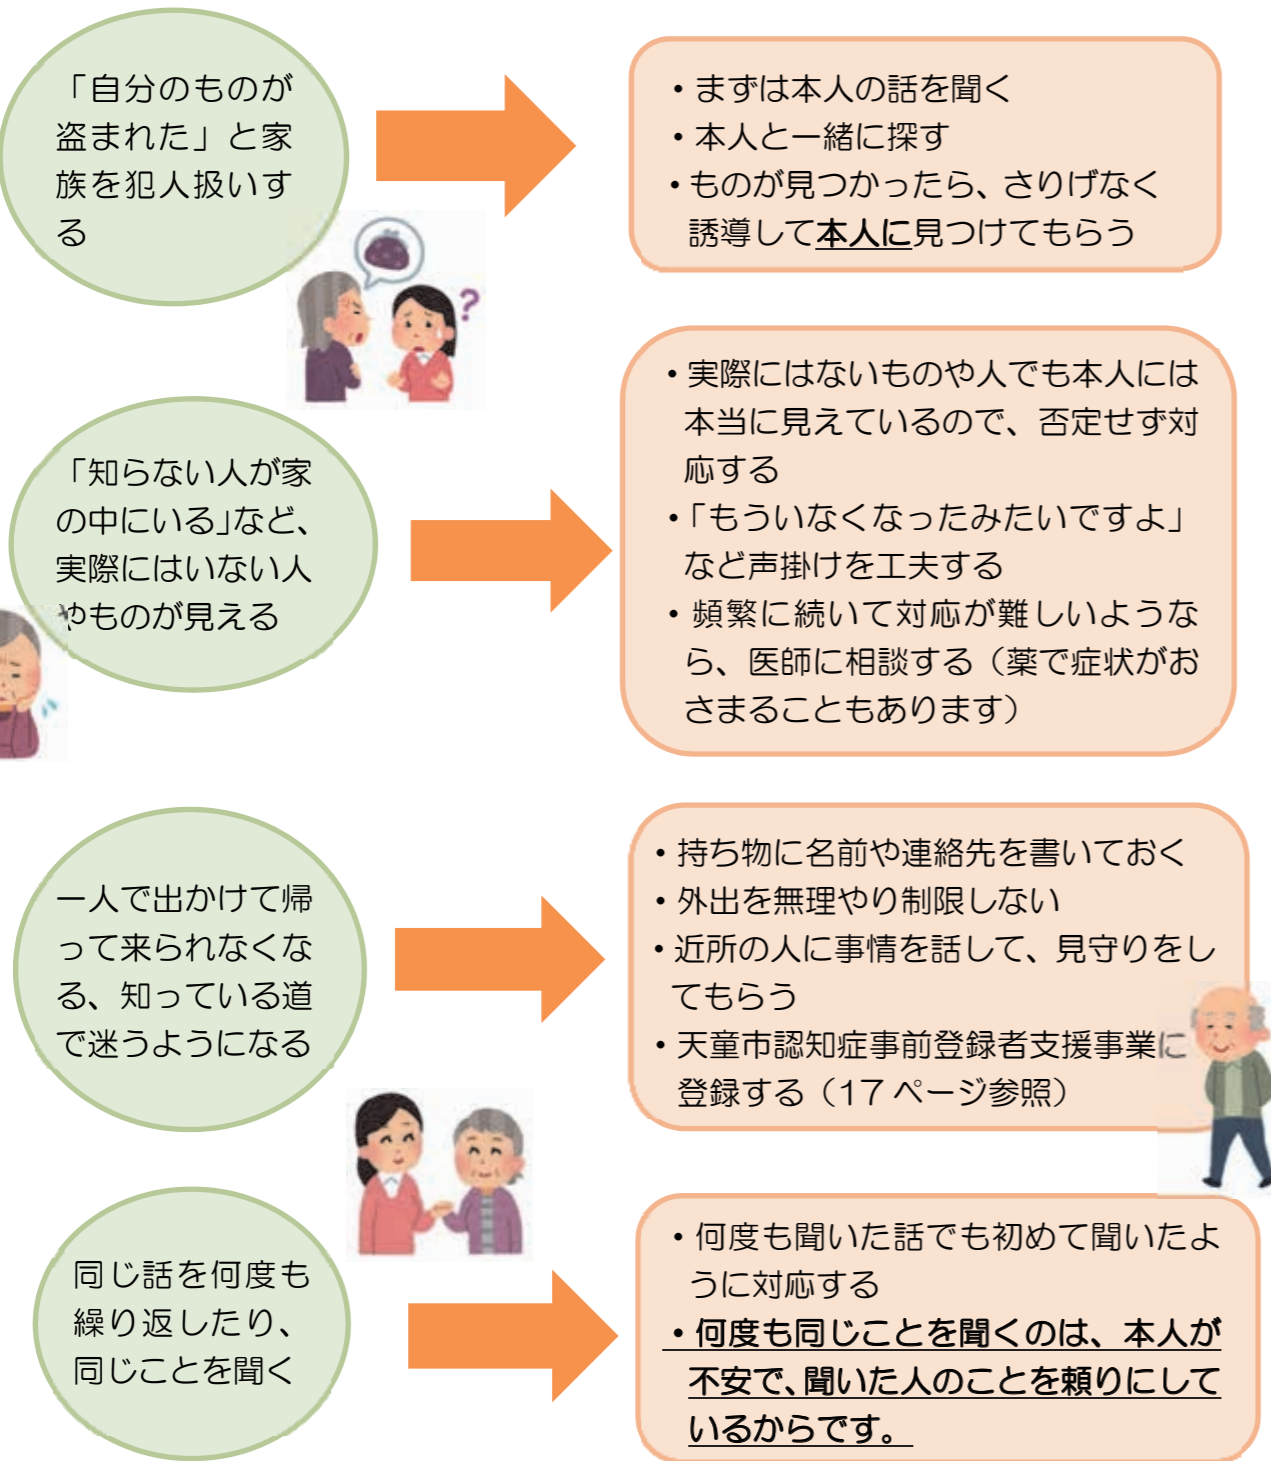 「自分のものが
盗まれた」と家
族を犯人扱いす
る
・まずは本人の話を聞く
・本人と一緒に探す
・ものが見つかったら、さりげなく
誘導して本人に見つけてもらう
?
「知らない人が家
の中にいる」など、
実際にはいない人
やものが見える
・実際にはないものや人でも本人には
本当に見えているので、否定せず対
応する
・「もういなくなったみたいですよ」
など声掛けを工夫する
・頻繁に続いて対応が難しいような
ら、医師に相談する（薬で症状がお
さまることもあります）
一人で出かけて帰
って来られなくな
る、知っている道
で迷うようになる
・持ち物に名前や連絡先を書いておく
・外出を無理やり制限しない
・近所の人に事情を話して、見守りをし
てもらう
・天童市認知症事前登録者支援事業に
登録する（17 ページ参照）
同じ話を何度も
繰り返したり、
同じことを聞く
・何度も聞いた話でも初めて聞いたよ
うに対応する
・何度も同じことを聞くのは、本人が
不安で、聞いた人のことを頼りにして
いるからです。